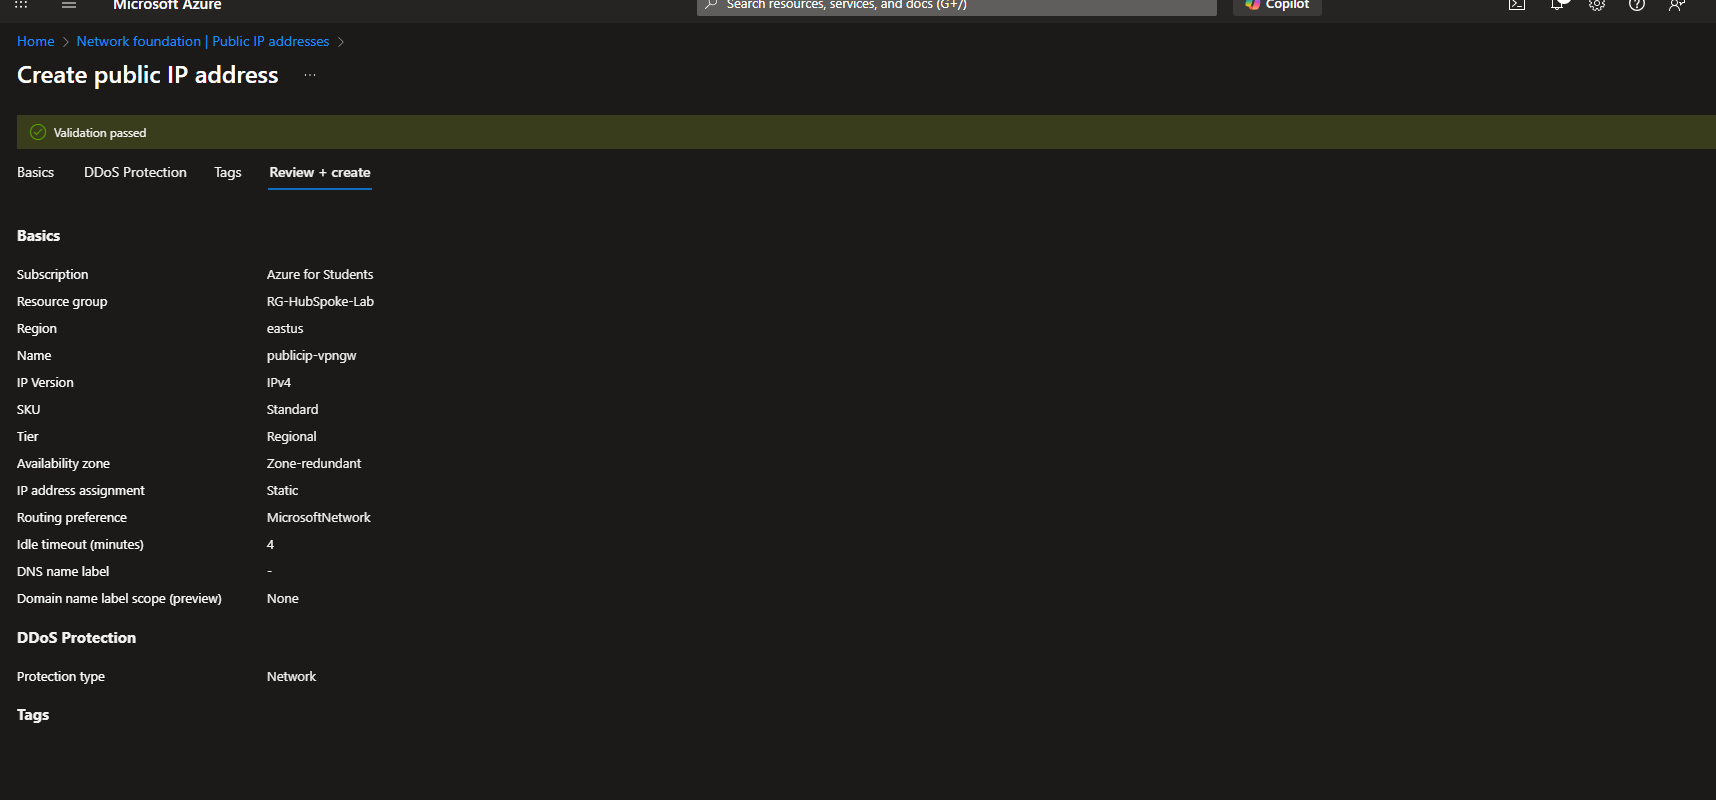 Microsoft Azure
Search resources, services, and docs (G+/)
Copilot
Home > Network foundation | Public IP addresses >
Create public IP address ...
Validation passed
Basics DDoS Protection Tags Review + create
Basics
Subscription Azure for Students
Resource group RG-HubSpoke-Lab
Region eastus
Name publicip-vpngw
IP Version IPv4
SKU Standard
Tier Regional
Availability zone Zone-redundant
IP address assignment Static
Routing preference MicrosoftNetwork
Idle timeout (minutes) 4
DNS name label -
Domain name label scope (preview) None
DDoS Protection
Protection type Network
Tags